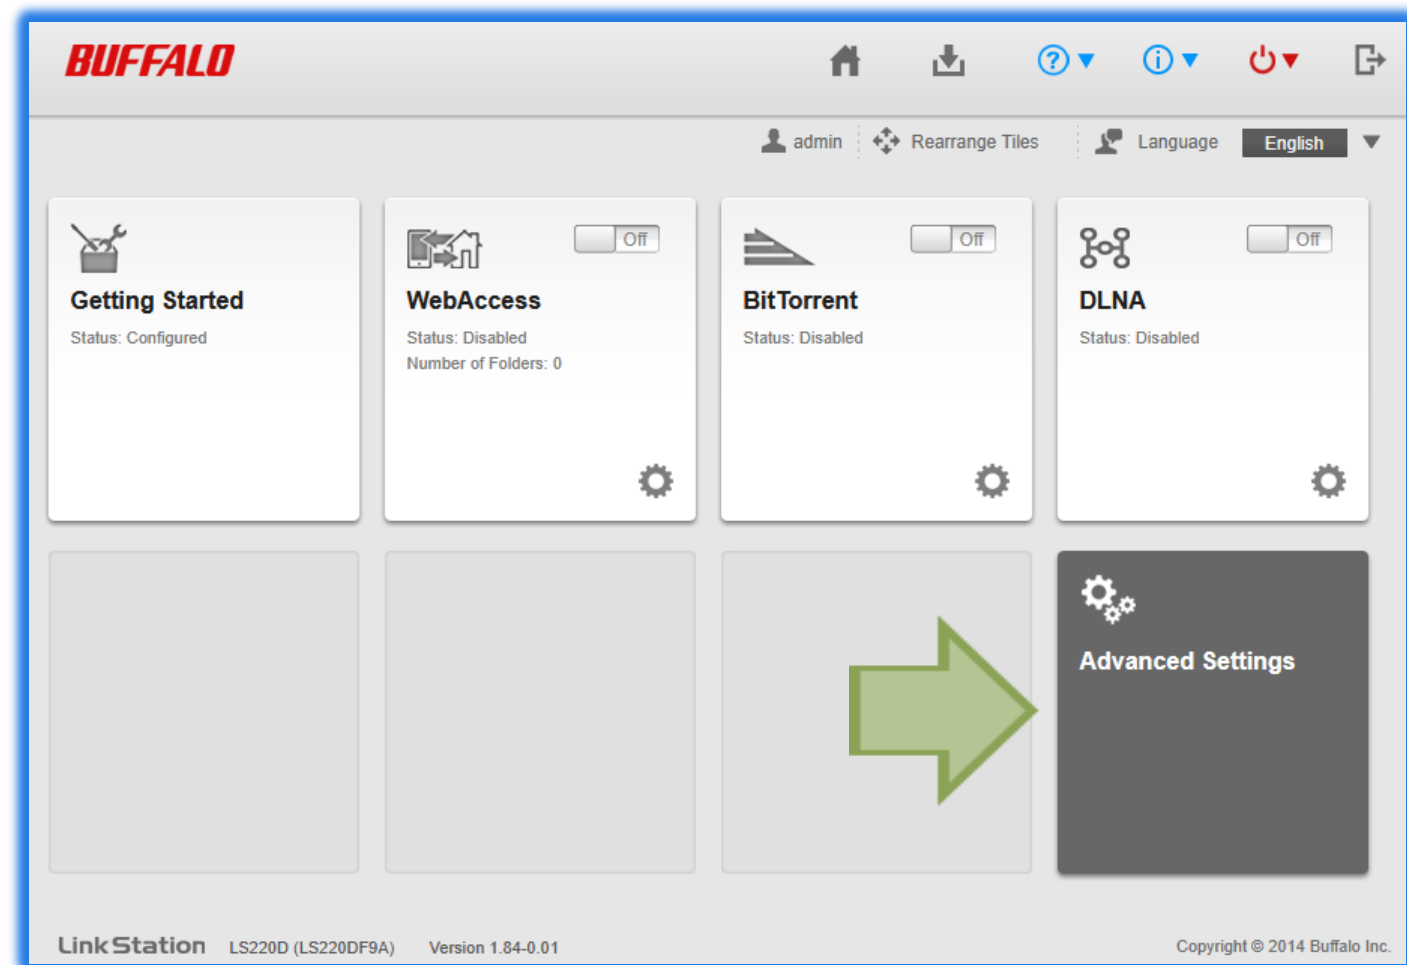 BUFFALO
admin Rearrange Tiles Language English
Off Off Off
Getting Started WebAccess BitTorrent DLNA
Status: Configured Status: Disabled Status: Disabled Status: Disabled
Number of Folders: 0
Advanced Settings
LinkStation LS220D (LS220DF9A) Version 1.84-0.01 Copyright © 2014 Buffalo Inc.